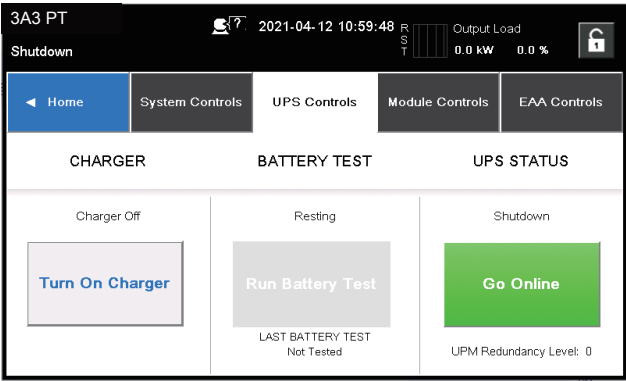 3A3 PT
?
2021-04-12 10:59:48
R
S
T
Output Load
0.0 kW 0.0 %
1
Shutdown
◄ Home
System Controls
UPS Controls
Module Controls
EAA Controls
CHARGER
BATTERY TEST
UPS STATUS
Charger Off
Resting
Shutdown
Turn On Charger
Run Battery Test
Go Online
LAST BATTERY TEST
Not Tested
UPM Redundancy Level: 0